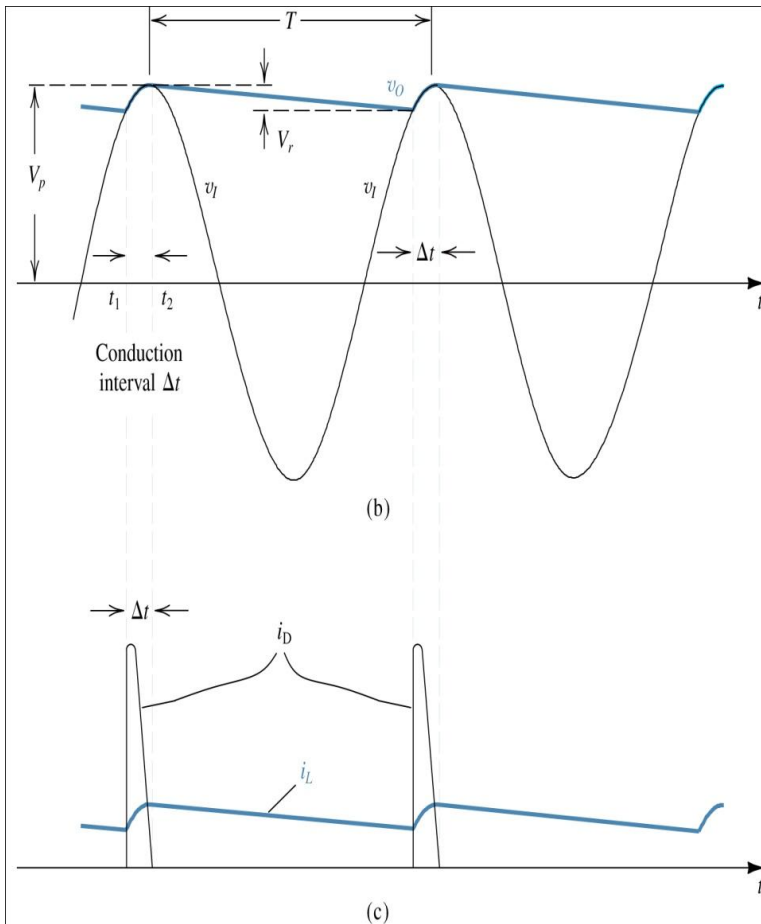 T
v_O
V_r
V_p
v_I
v_I
Δt
t_1
t_2
t
Conduction
interval Δt
(b)
Δt
i_D
i_L
t
(c)